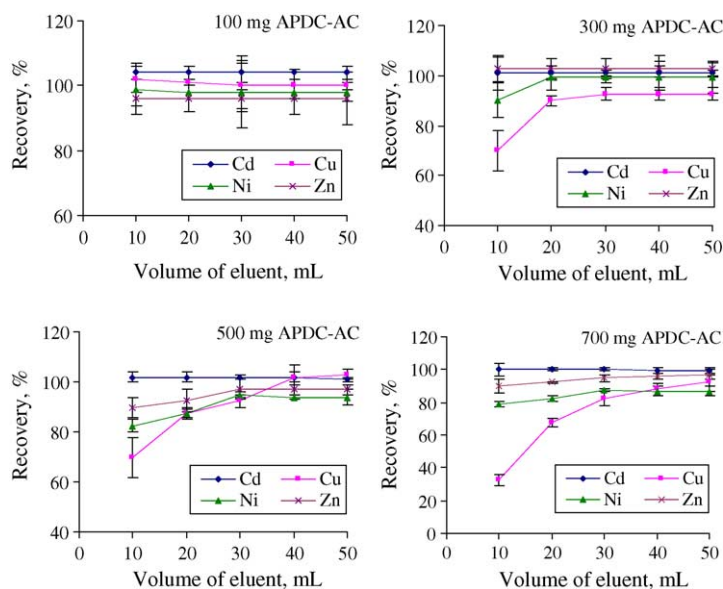 100 mg APDC-AC
Recovery, %
120
100
80
60
Cd Cu
Ni Zn
0 10 20 30 40 50
Volume of eluent, mL
300 mg APDC-AC
Recovery, %
120
100
80
60
40
Cd Cu
Ni Zn
0 10 20 30 40 50
Volume of eluent, mL
500 mg APDC-AC
Recovery, %
120
100
80
60
40
Cd Cu
Ni Zn
0 10 20 30 40 50
Volume of eluent, mL
700 mg APDC-AC
Recovery, %
120
100
80
60
40
20
0
Cd Cu
Ni Zn
0 10 20 30 40 50
Volume of eluent, mL